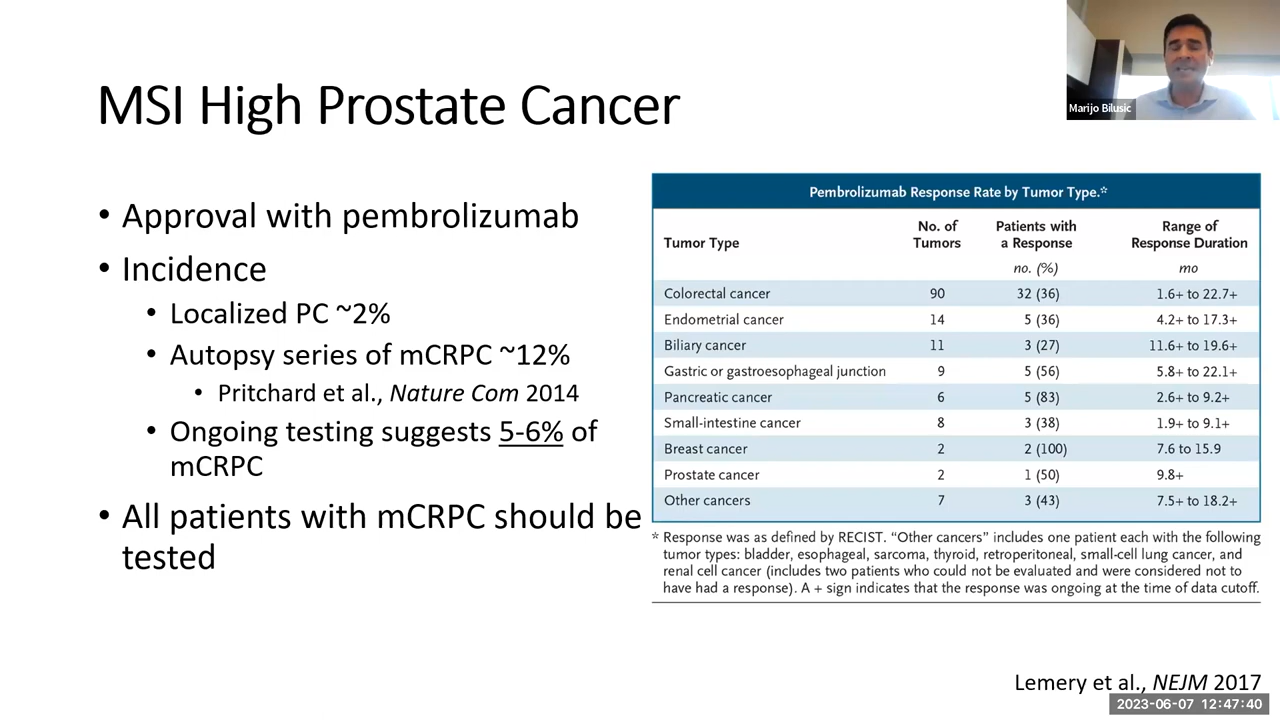 Marijo Bilusic
MSI High Prostate Cancer
• Approval with pembrolizumab
• Incidence
• Localized PC ~2%
• Autopsy series of mCRPC ~12%
• Pritchard et al., Nature Com 2014
• Ongoing testing suggests 5-6% of
mCRPC
• All patients with mCRPC should be
tested
Pembrolizumab Response Rate by Tumor Type.*
Tumor Type No. of Tumors Patients with a Response Range of Response Duration
no. (%) mo
Colorectal cancer 90 32 (36) 1.6+ to 22.7+
Endometrial cancer 14 5 (36) 4.2+ to 17.3+
Biliary cancer 11 3 (27) 11.6+ to 19.6+
Gastric or gastroesophageal junction 9 5 (56) 5.8+ to 22.1+
Pancreatic cancer 6 5 (83) 2.6+ to 9.2+
Small-intestine cancer 8 3 (38) 1.9+ to 9.1+
Breast cancer 2 2 (100) 7.6 to 15.9
Prostate cancer 2 1 (50) 9.8+
Other cancers 7 3 (43) 7.5+ to 18.2+
* Response was as defined by RECIST. “Other cancers” includes one patient each with the following
tumor types: bladder, esophageal, sarcoma, thyroid, retroperitoneal, small-cell lung cancer, and
renal cell cancer (includes two patients who could not be evaluated and were considered not to
have had a response). A + sign indicates that the response was ongoing at the time of data cutoff.
Lemery et al., NEJM 2017
2023-06-07 12:47:40